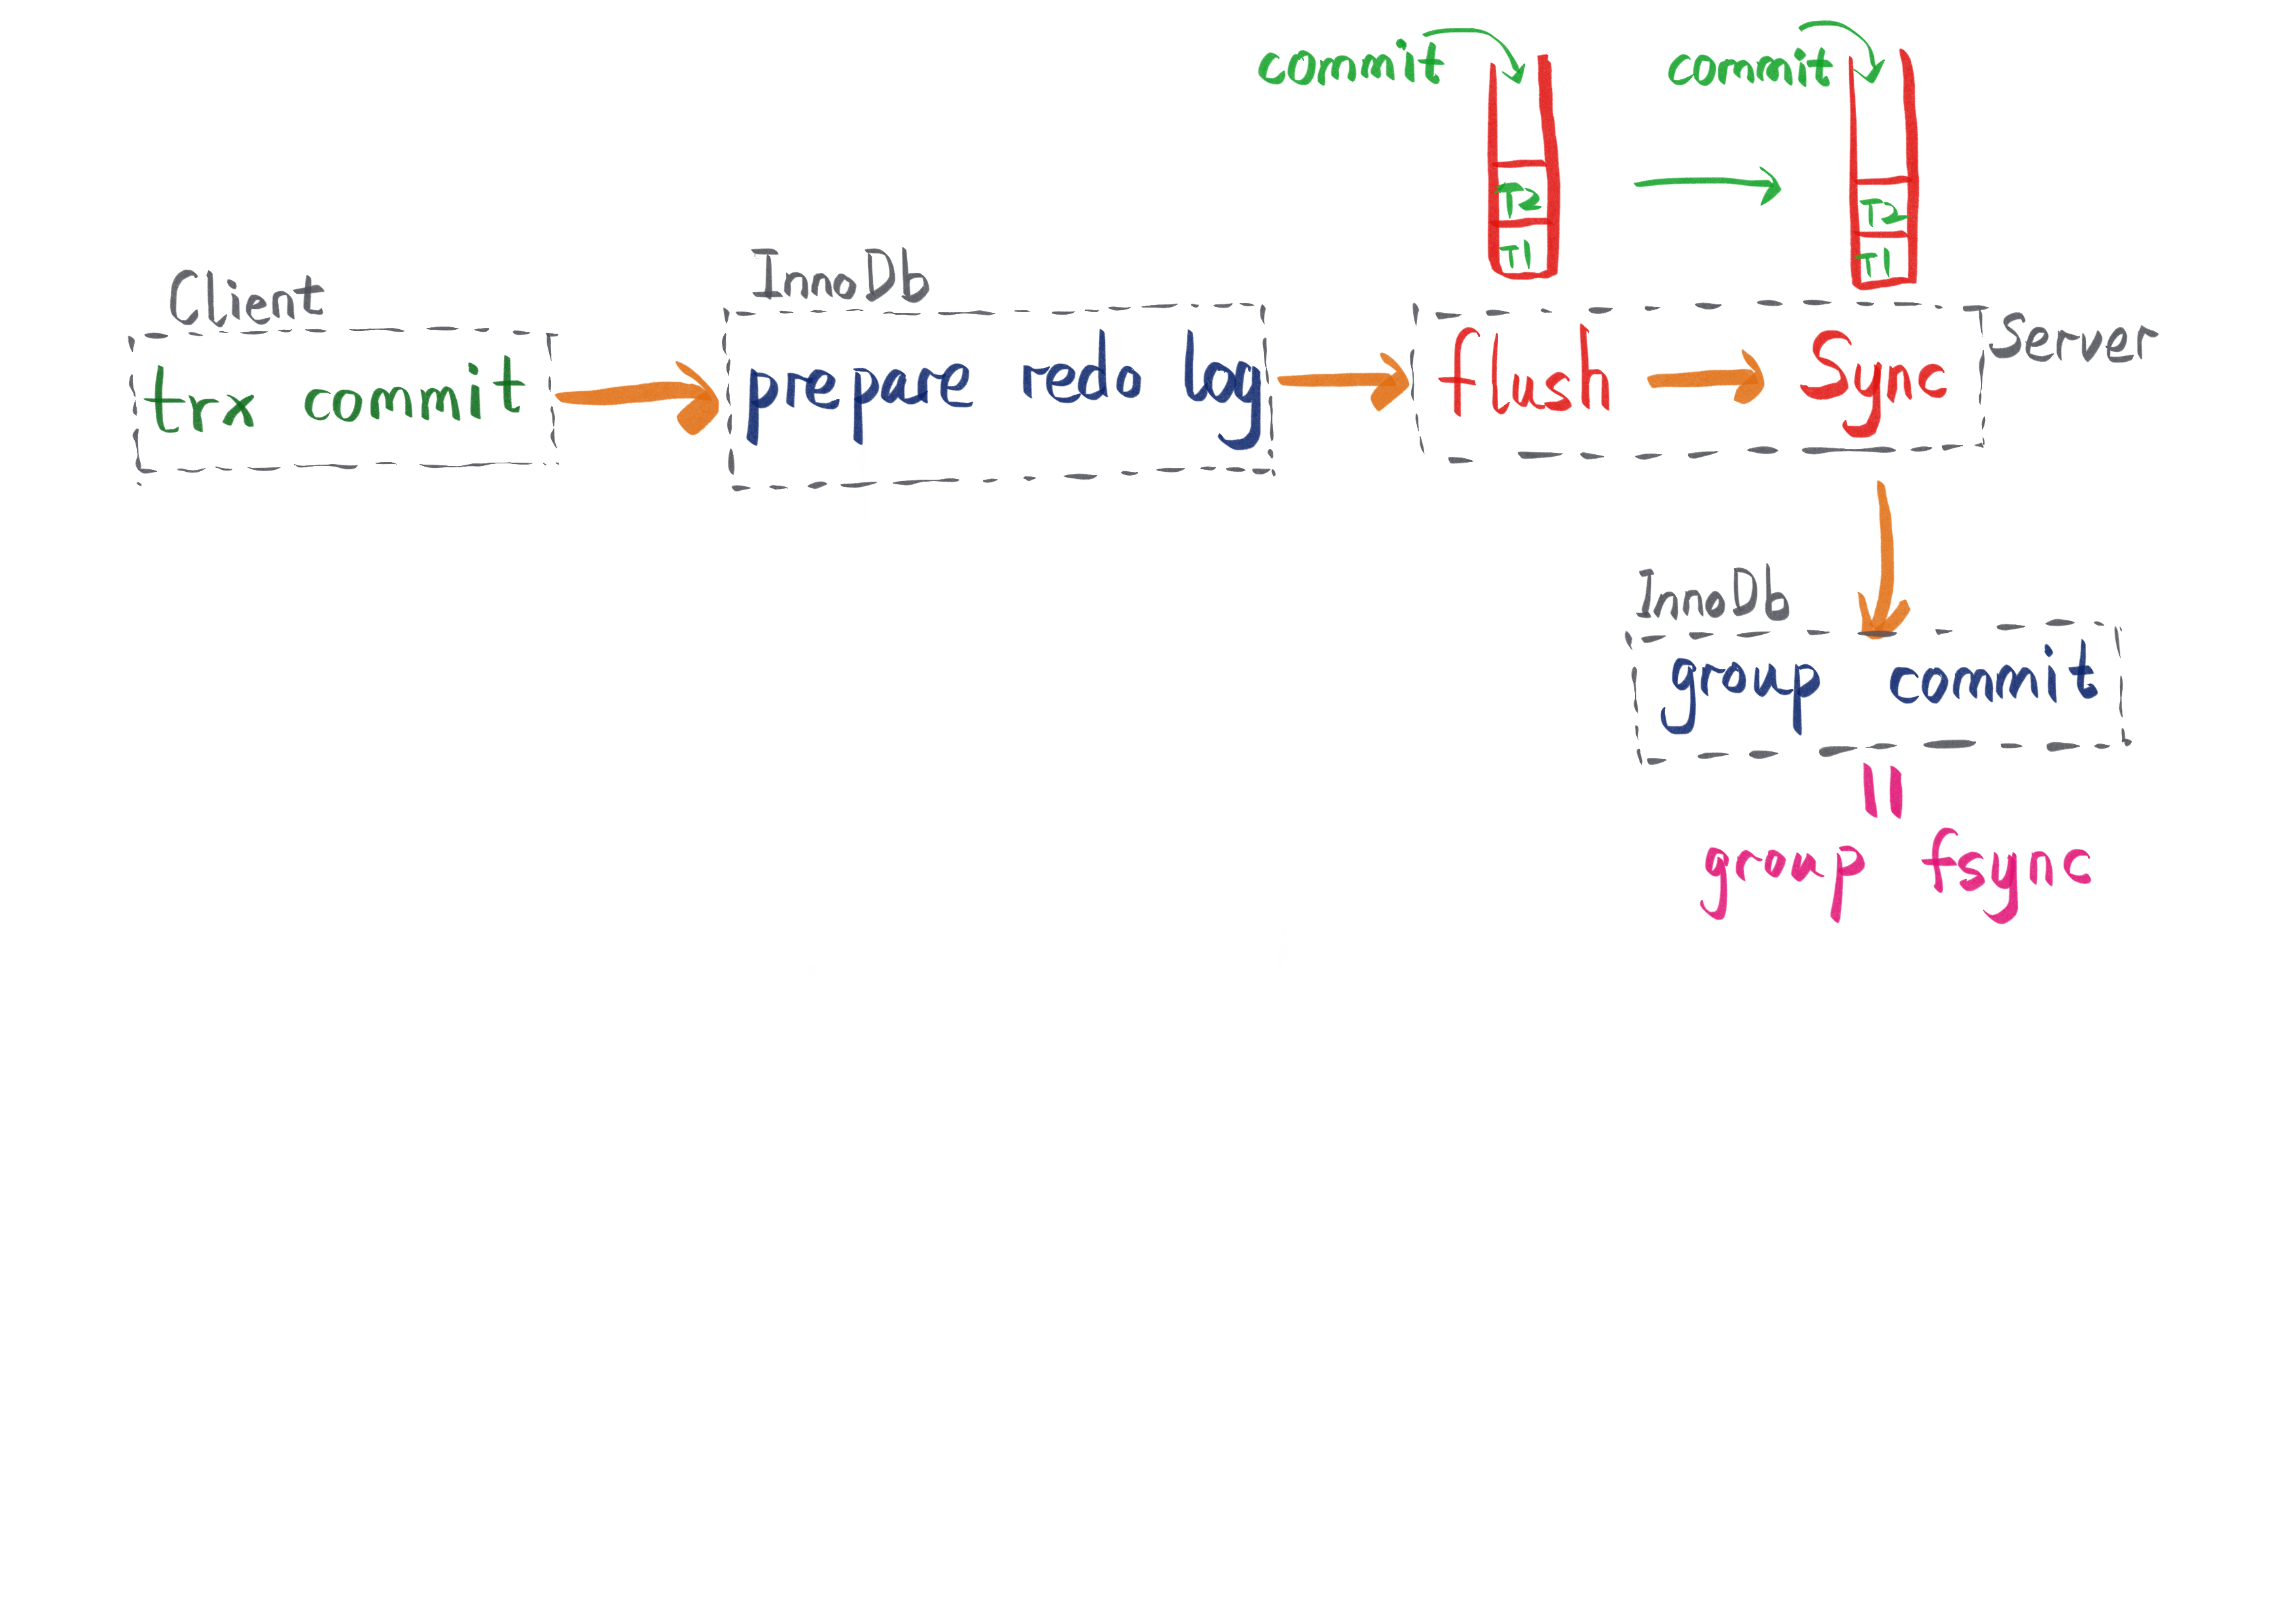 commit
commit
T2
T1
T2
T1
Client
trx commit
InnoDb
prepare redo log
flush
Sync
Server
InnoDb
group commit
group fsync